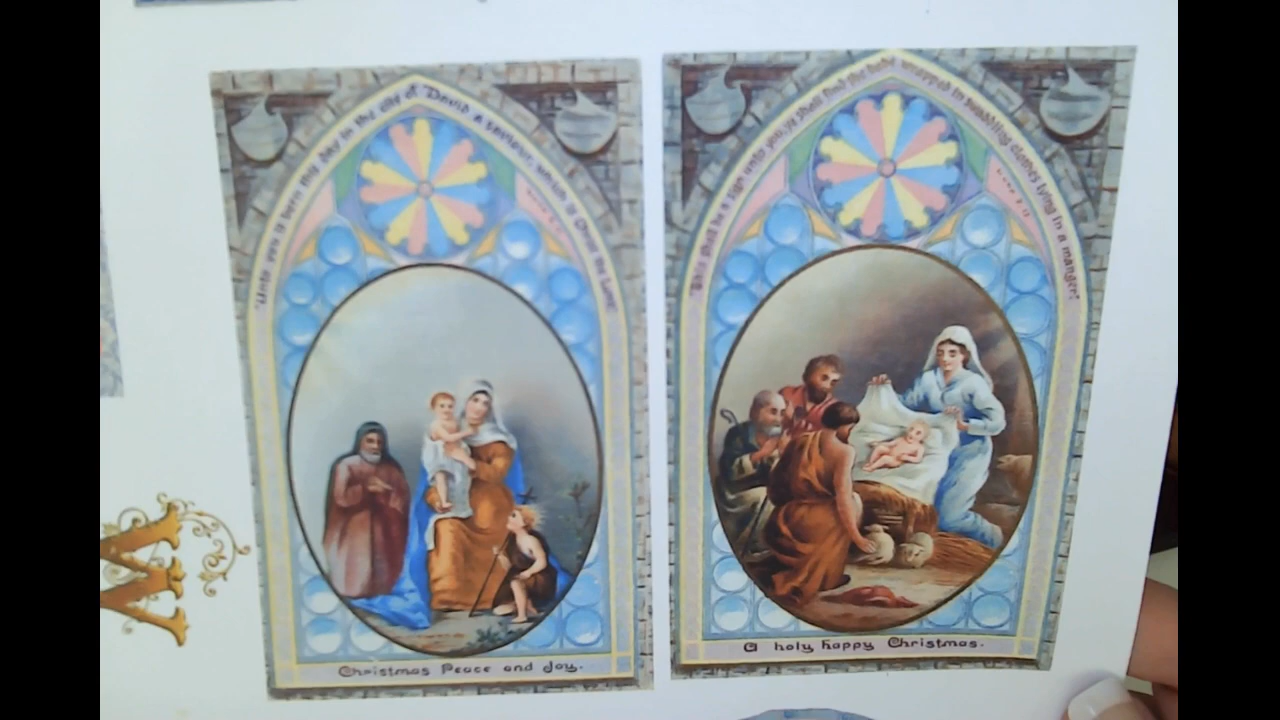 "Unto you is born this day in the city of David a saviour, which is Christ the Lord"
Christmas Peace and Joy.
"This shall be a sign unto you, ye shall find the babe wrapped in swaddling clothes lying in a manger."
A holy happy Christmas.
M